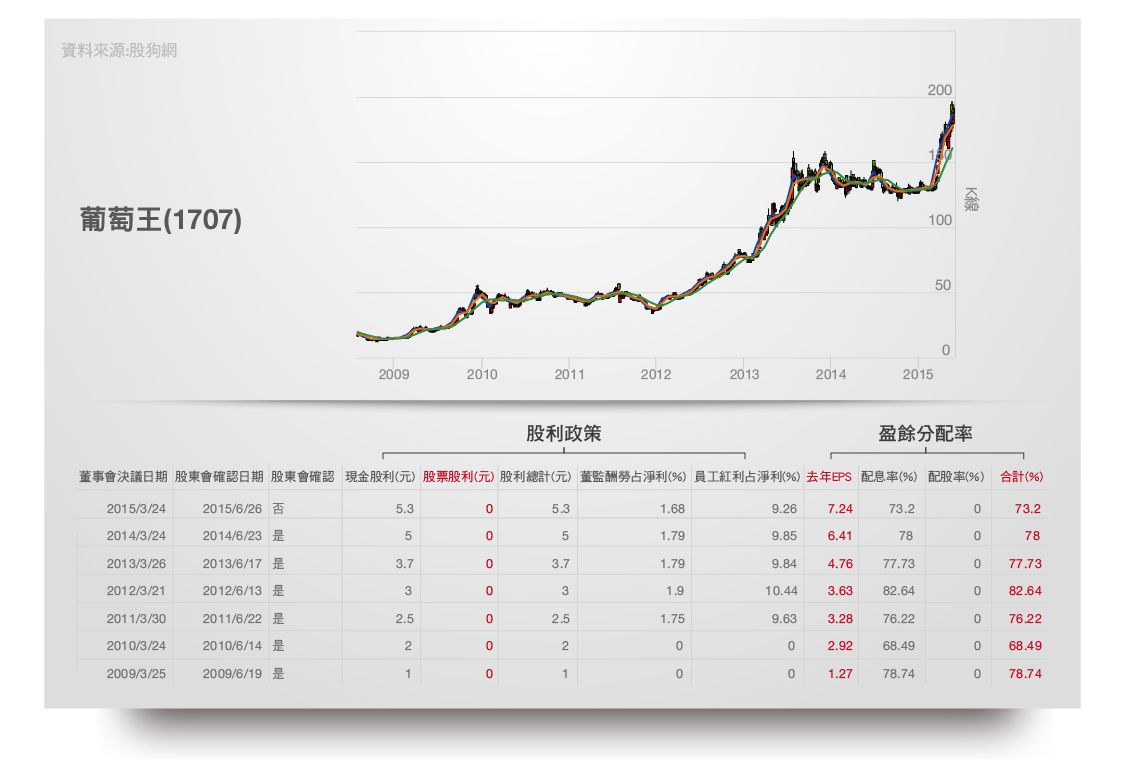 資料來源:股狗網
200
150
葡萄王(1707)
K線
100
50
0
2009 2010 2011 2012 2013 2014 2015
股利政策 盈餘分配率
董事會決議日期 股東會確認日期 股東會確認 現金股利(元) 股票股利(元) 股利總計(元) 董監酬勞占淨利(%) 員工紅利占淨利(%) 去年EPS 配息率(%) 配股率(%) 合計(%)
2015/3/24 2015/6/26 否 5.3 0 5.3 1.68 9.26 7.24 73.2 0 73.2
2014/3/24 2014/6/23 是 5 0 5 1.79 9.85 6.41 78 0 78
2013/3/26 2013/6/17 是 3.7 0 3.7 1.79 9.84 4.76 77.73 0 77.73
2012/3/21 2012/6/13 是 3 0 3 1.9 10.44 3.63 82.64 0 82.64
2011/3/30 2011/6/22 是 2.5 0 2.5 1.75 9.63 3.28 76.22 0 76.22
2010/3/24 2010/6/14 是 2 0 2 0 0 2.92 68.49 0 68.49
2009/3/25 2009/6/19 是 1 0 1 0 0 1.27 78.74 0 78.74